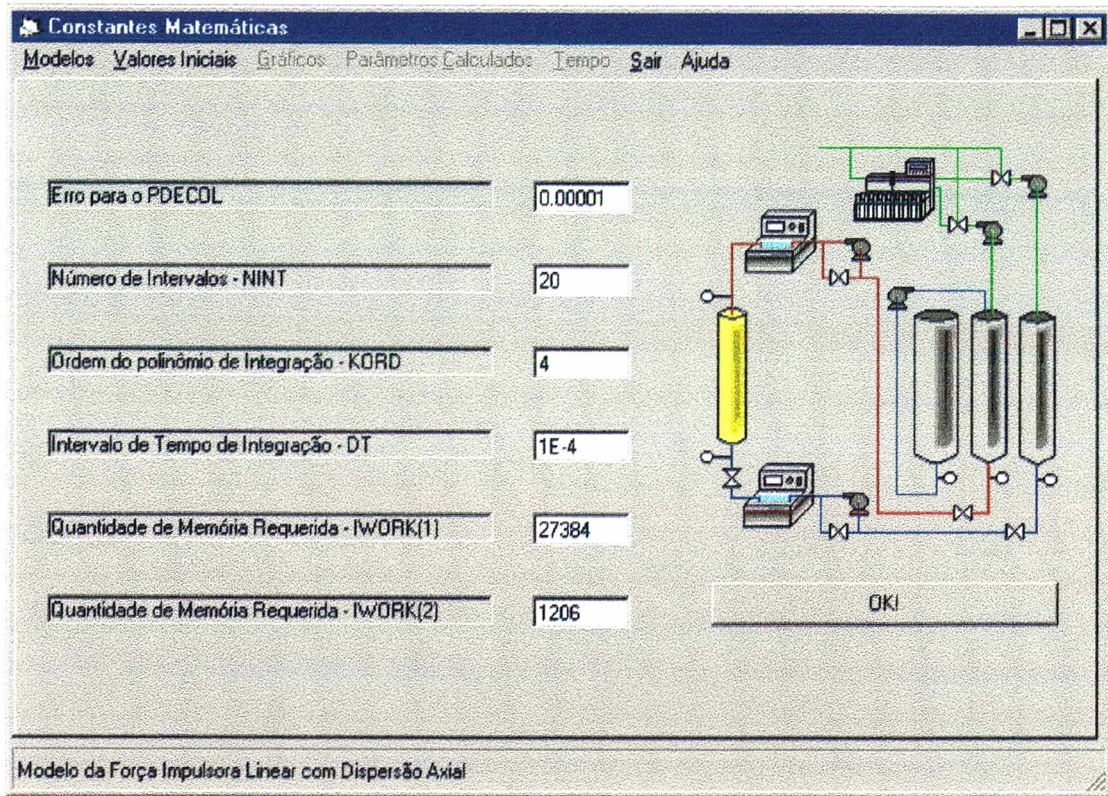 Constantes Matemáticas
Modelos Valores Iniciais Gráficos Parâmetros Calculados Tempo Sair Ajuda
Erro para o PDECOL 0.00001
Número de Intervalos - NINT 20
Ordem do polinômio de Integração - KORD 4
Intervalo de Tempo de Integração - DT 1E-4
Quantidade de Memória Requerida - IWORK(1) 27384
Quantidade de Memória Requerida - IWORK(2) 1206
OK!
Modelo da Força Impulsora Linear com Dispersão Axial